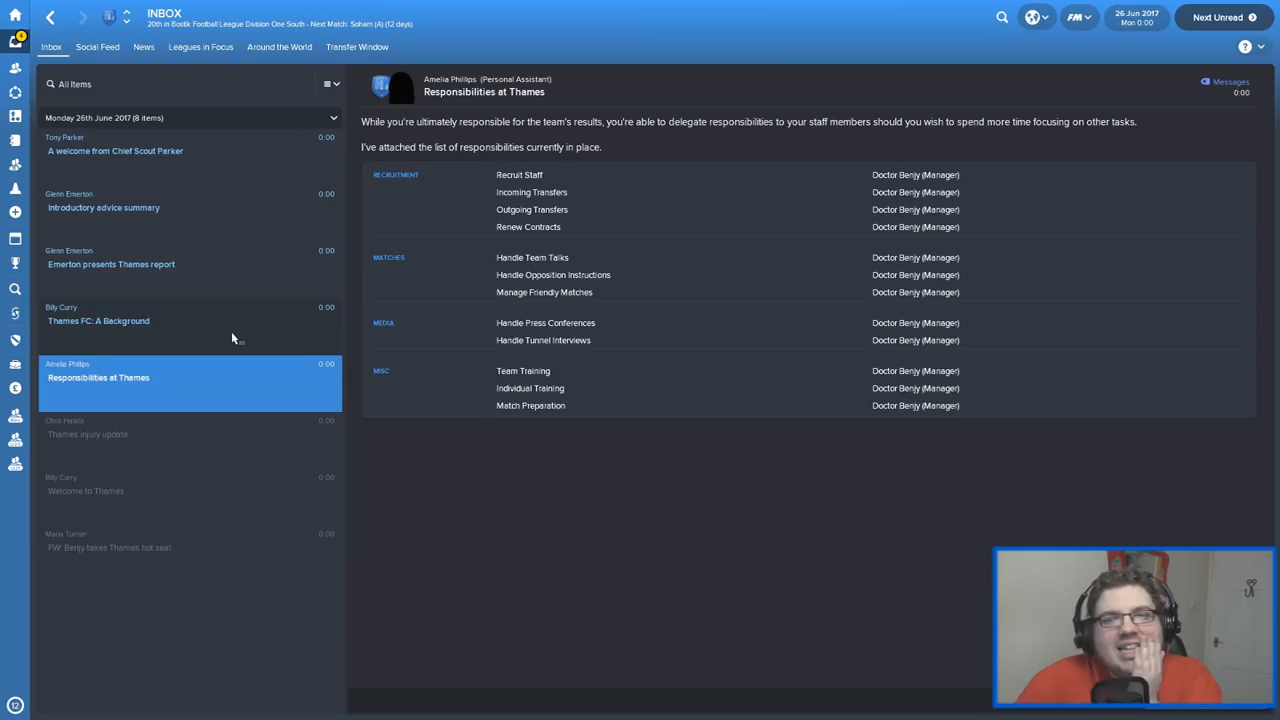 INBOX
20th in Bostik Football League Division One South - Next Match: Soham (A) (12 days)
FM
26 Jun 2017
Mon 0:00
Next Unread
4
Inbox
Social Feed
News
Leagues in Focus
Around the World
Transfer Window
?
All Items
Monday 26th June 2017 (8 items)
Tony Parker
0:00
A welcome from Chief Scout Parker
Glenn Emerton
0:00
Introductory advice summary
Glenn Emerton
0:00
Emerton presents Thames report
Billy Curry
0:00
Thames FC: A Background
Amelia Phillips
0:00
Responsibilities at Thames
Chris
0:00
Thames injury update
Billy Curry
0:00
Welcome to Thames
Mario Turner
0:00
FW: Benjy takes Thames hot seat
12
Amelia Phillips (Personal Assistant)
Responsibilities at Thames
Messages
0:00
While you're ultimately responsible for the team's results, you're able to delegate responsibilities to your staff members should you wish to spend more time focusing on other tasks.
I've attached the list of responsibilities currently in place.
RECRUITMENT
Recruit Staff
Doctor Benjy (Manager)
Incoming Transfers
Doctor Benjy (Manager)
Outgoing Transfers
Doctor Benjy (Manager)
Renew Contracts
Doctor Benjy (Manager)
MATCHES
Handle Team Talks
Doctor Benjy (Manager)
Handle Opposition Instructions
Doctor Benjy (Manager)
Manage Friendly Matches
Doctor Benjy (Manager)
MEDIA
Handle Press Conferences
Doctor Benjy (Manager)
Handle Tunnel Interviews
Doctor Benjy (Manager)
MISC
Team Training
Doctor Benjy (Manager)
Individual Training
Doctor Benjy (Manager)
Match Preparation
Doctor Benjy (Manager)